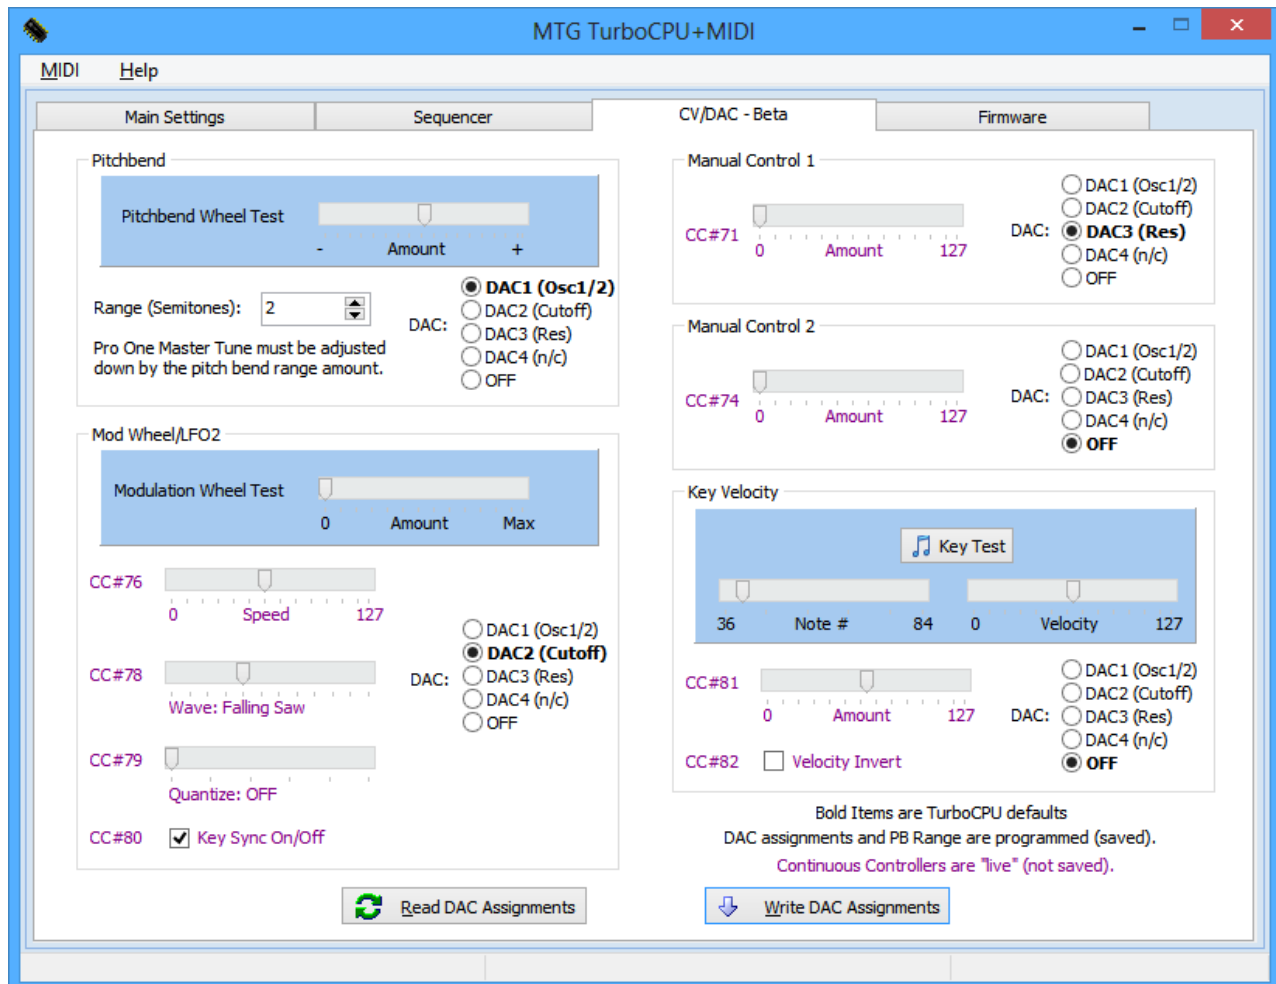 MTG TurboCPU+MIDI
MIDI Help
Main Settings Sequencer CV/DAC - Beta Firmware
Pitchbend
Pitchbend Wheel Test
- Amount +
Range (Semitones): 2
Pro One Master Tune must be adjusted
down by the pitch bend range amount.
DAC:
DAC1 (Osc1/2)
DAC2 (Cutoff)
DAC3 (Res)
DAC4 (n/c)
OFF
Mod Wheel/LFO2
Modulation Wheel Test
0 Amount Max
CC#76
0 Speed 127
CC#78
Wave: Falling Saw
CC#79
Quantize: OFF
CC#80 Key Sync On/Off
DAC:
DAC1 (Osc1/2)
DAC2 (Cutoff)
DAC3 (Res)
DAC4 (n/c)
OFF
Read DAC Assignments
Manual Control 1
CC#71
0 Amount 127
DAC:
DAC1 (Osc1/2)
DAC2 (Cutoff)
DAC3 (Res)
DAC4 (n/c)
OFF
Manual Control 2
CC#74
0 Amount 127
DAC:
DAC1 (Osc1/2)
DAC2 (Cutoff)
DAC3 (Res)
DAC4 (n/c)
OFF
Key Velocity
Key Test
36 Note # 84 0 Velocity 127
CC#81
0 Amount 127
CC#82 Velocity Invert
DAC:
DAC1 (Osc1/2)
DAC2 (Cutoff)
DAC3 (Res)
DAC4 (n/c)
OFF
Bold Items are TurboCPU defaults
DAC assignments and PB Range are programmed (saved).
Continuous Controllers are "live" (not saved).
Write DAC Assignments